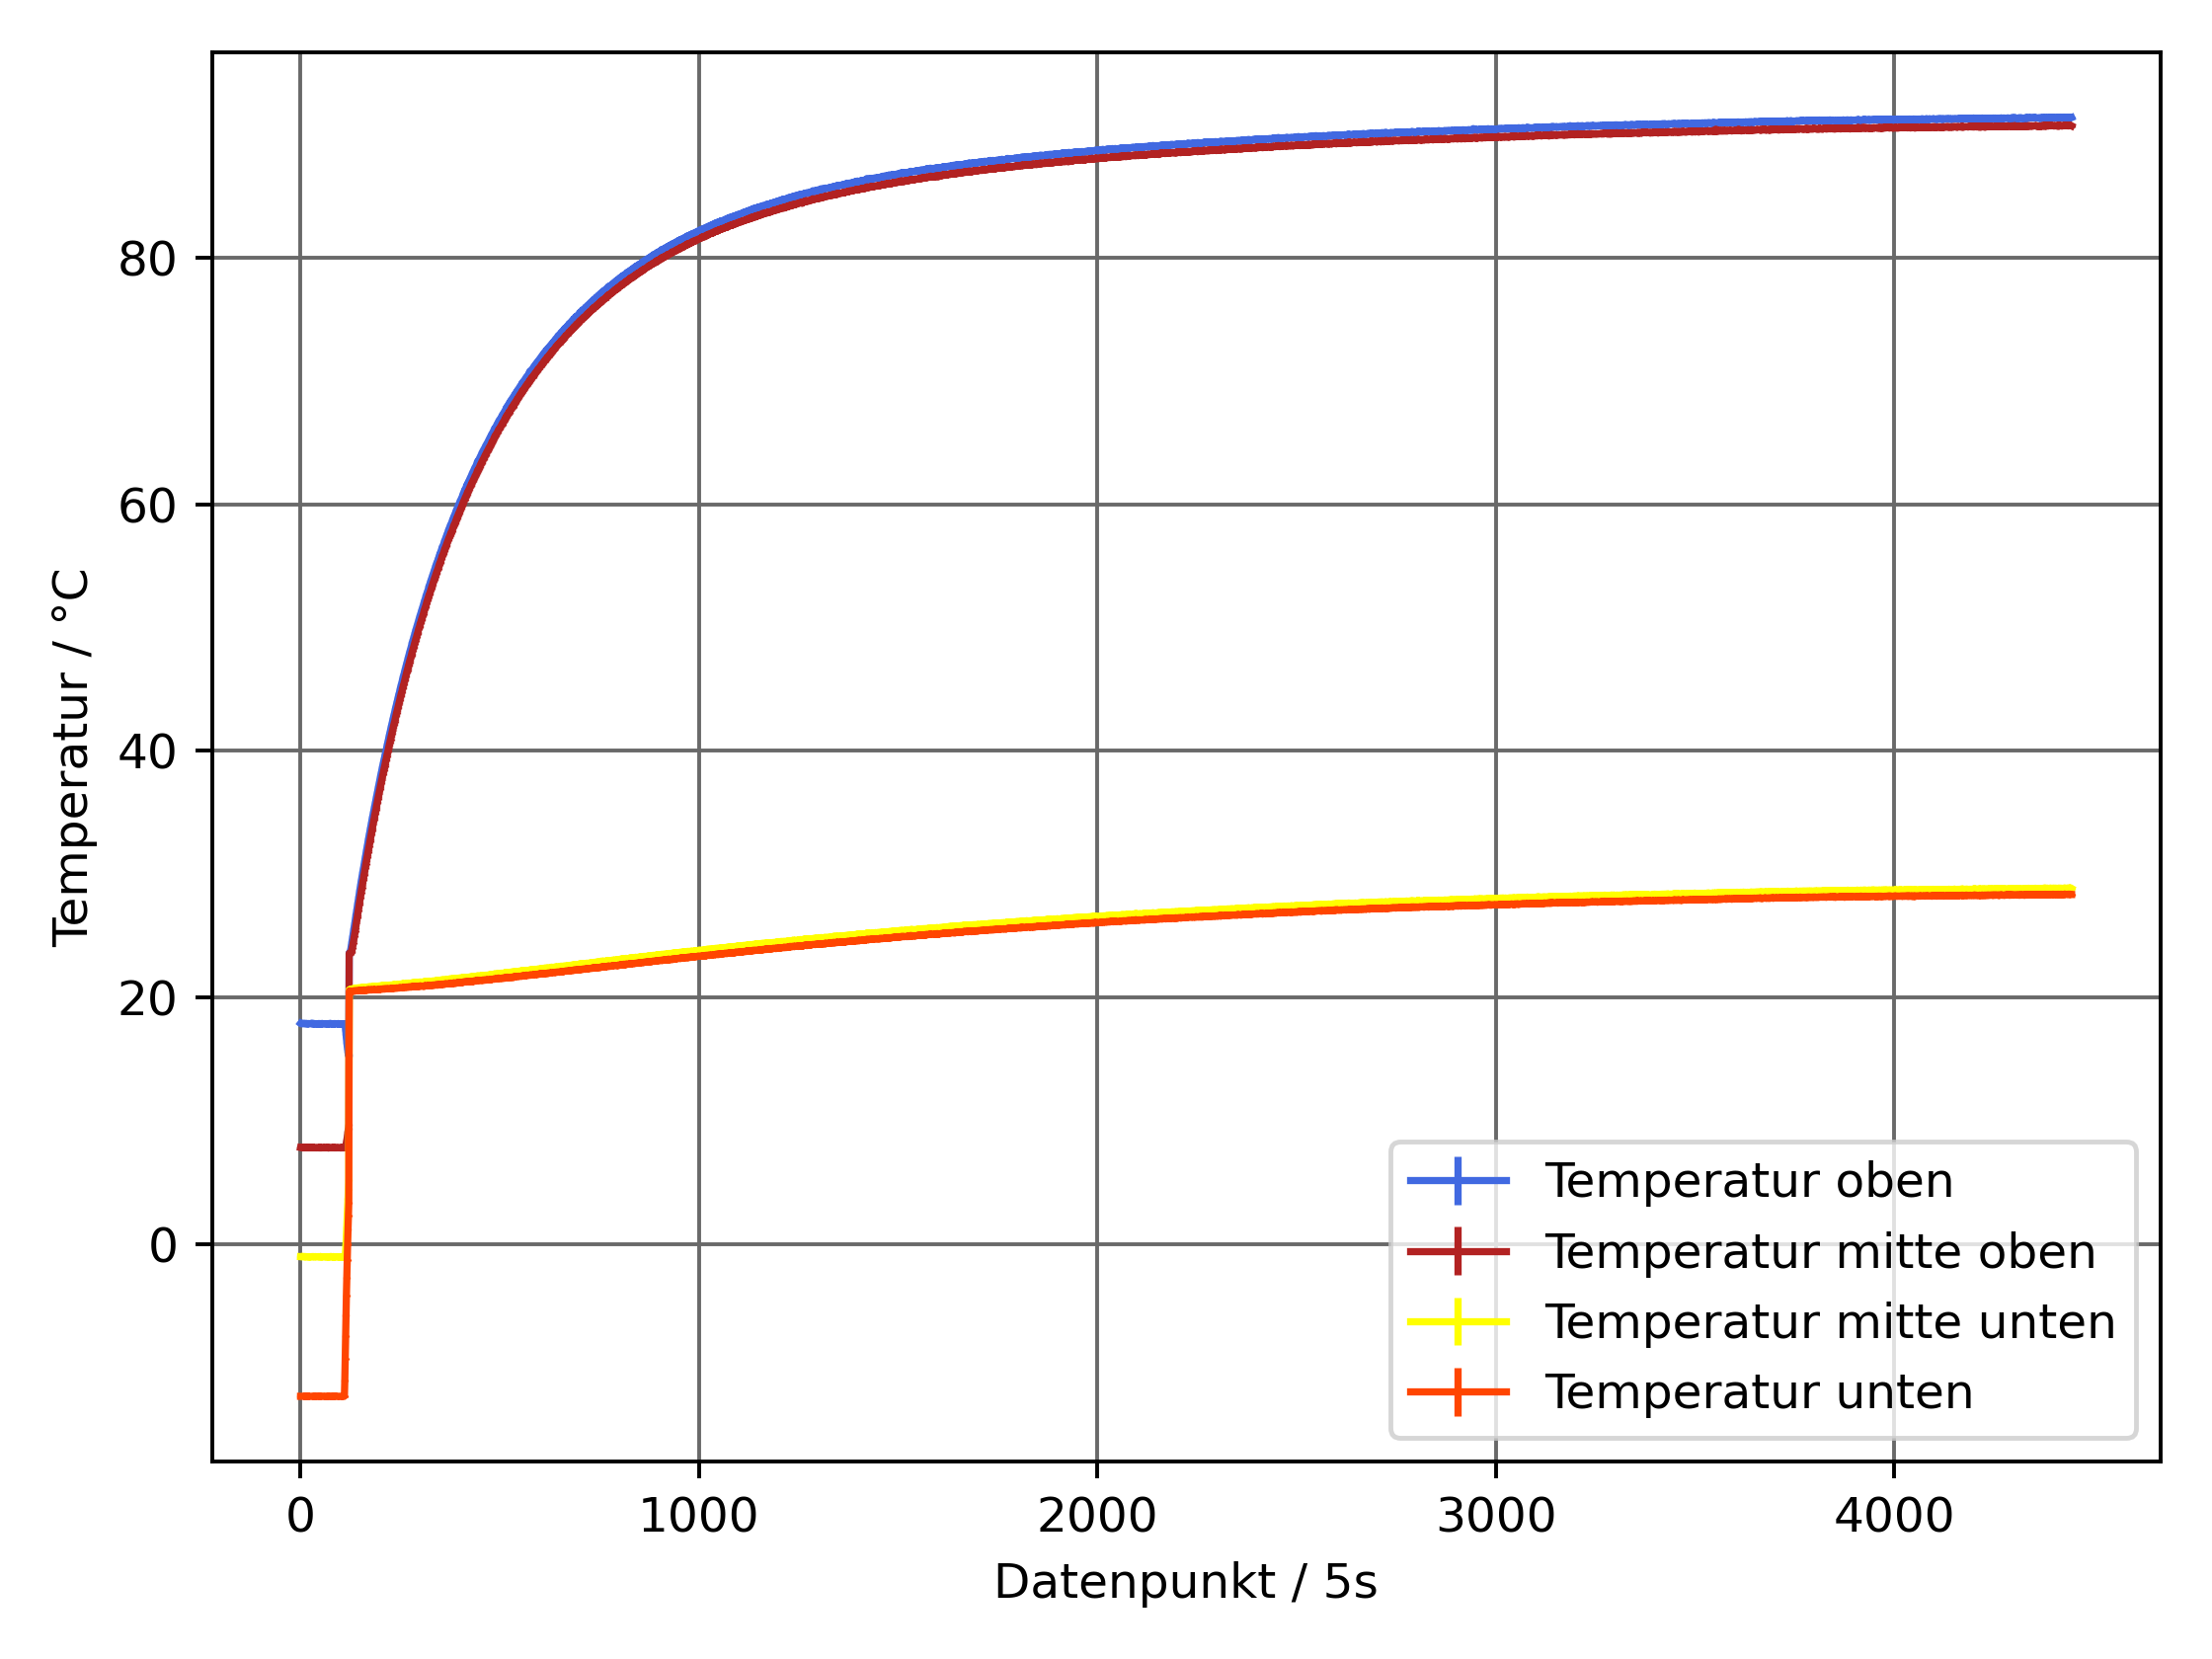 Temperatur / °C
80
60
40
20
0
0 1000 2000 3000 4000
Datenpunkt / 5s
Temperatur oben
Temperatur mitte oben
Temperatur mitte unten
Temperatur unten